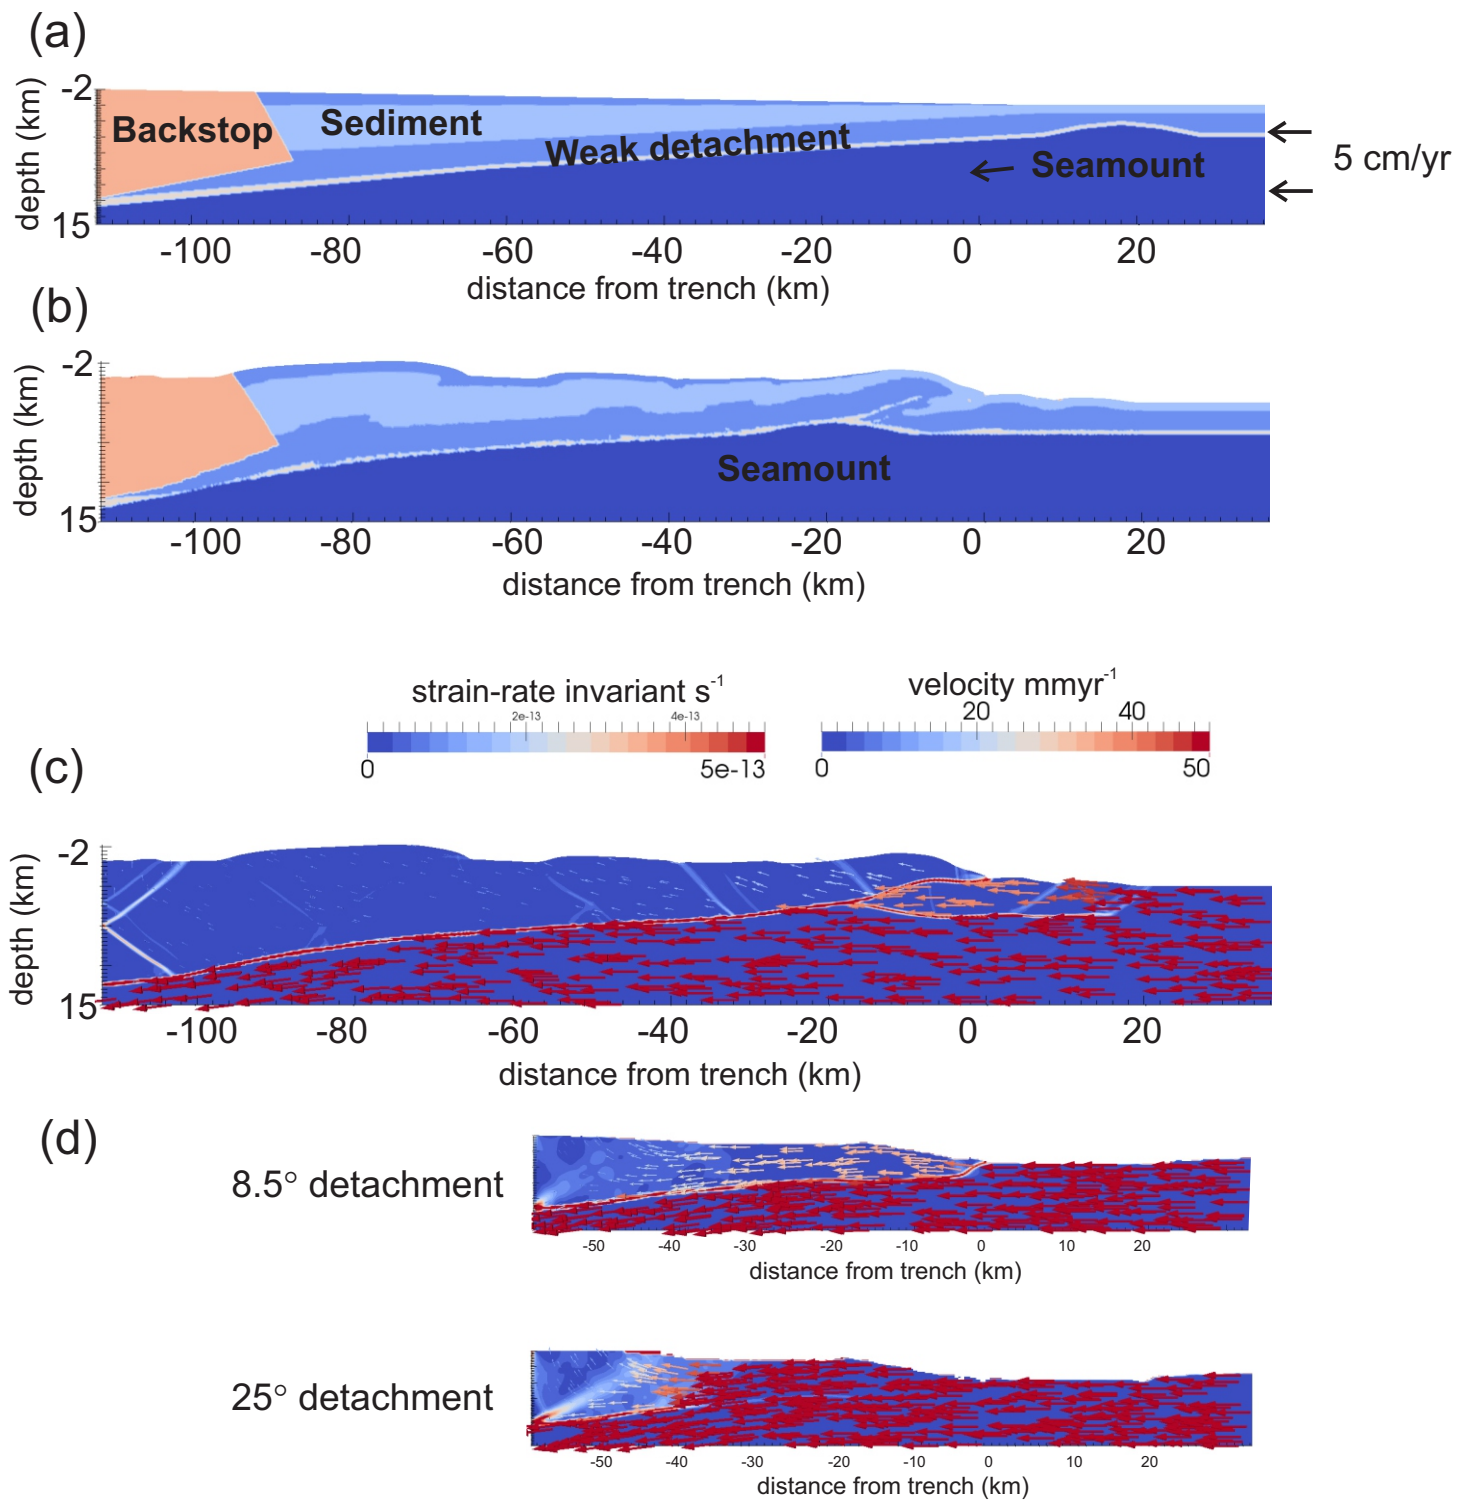 (a)
-2
Backstop
Sediment
Weak detachment
Seamount
5 cm/yr
depth (km)
15
-100 -80 -60 -40 -20 0 20
distance from trench (km)
(b)
-2
Seamount
depth (km)
15
-100 -80 -60 -40 -20 0 20
distance from trench (km)
strain-rate invariant s-1
2e-13 4e-13
0 5e-13
velocity mmyr-1
20 40
0 50
(c)
-2
depth (km)
15
-100 -80 -60 -40 -20 0 20
distance from trench (km)
(d)
8.5° detachment
-50 -40 -30 -20 -10 0 10 20
distance from trench (km)
25° detachment
-50 -40 -30 -20 -10 0 10 20
distance from trench (km)